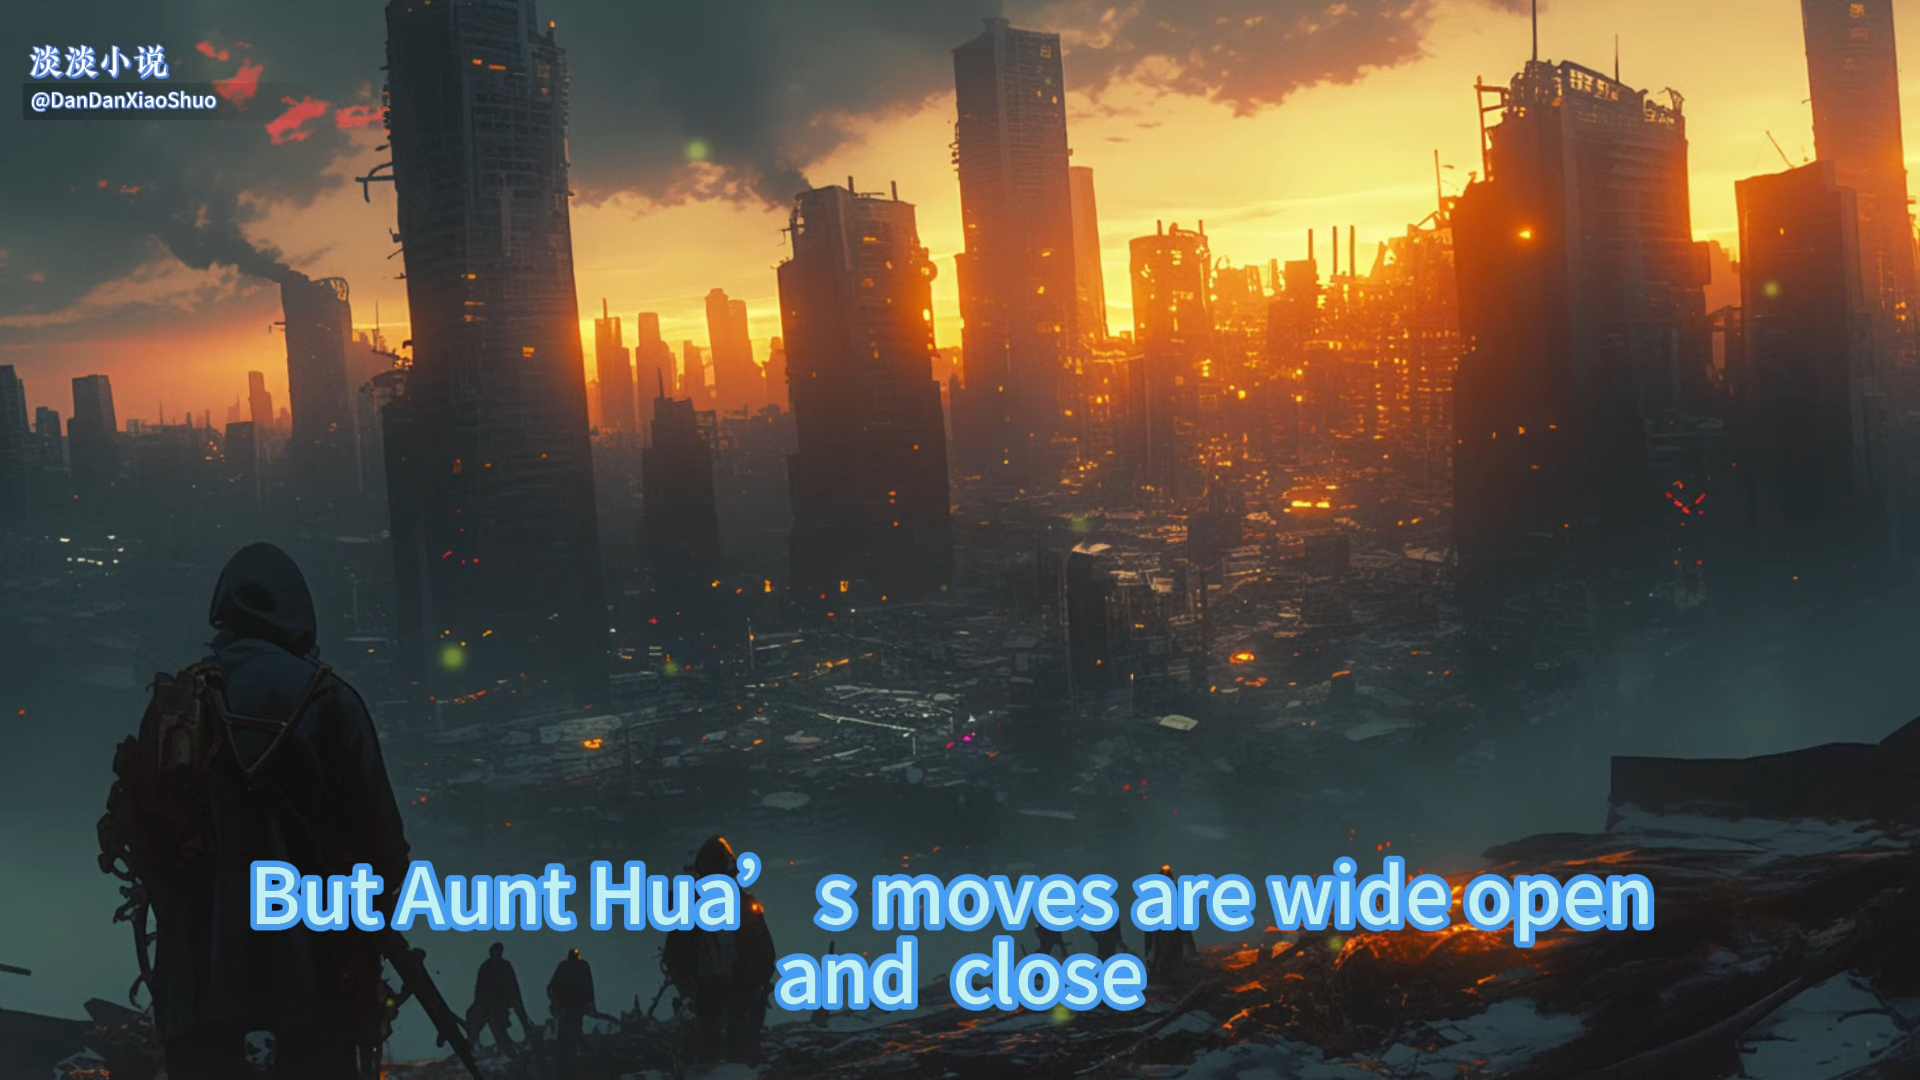 淡淡小说
@DanDanXiaoShuo
But Aunt Hua’s moves are wide open
and close